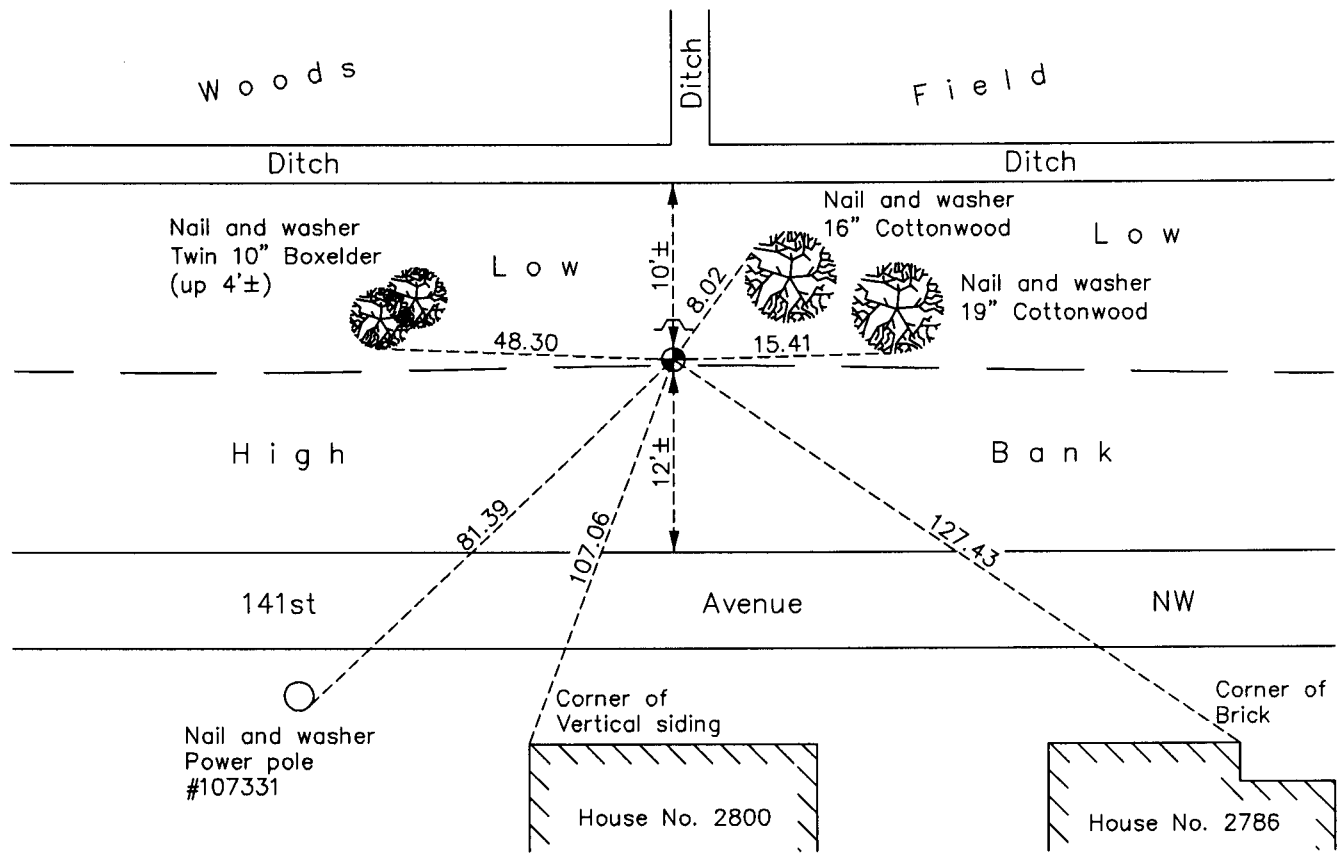 Woods
Ditch
Field
Ditch
Ditch
Nail and washer
Twin 10" Boxelder
(up 4'±)
Low
10'±
8.02
Nail and washer
16" Cottonwood
Low
Nail and washer
19" Cottonwood
48.30
15.41
High
12'±
Bank
81.39
107.06
127.43
141st
Avenue
NW
Nail and washer
Power pole
#107331
Corner of
Vertical siding
House No. 2800
Corner of
Brick
House No. 2786